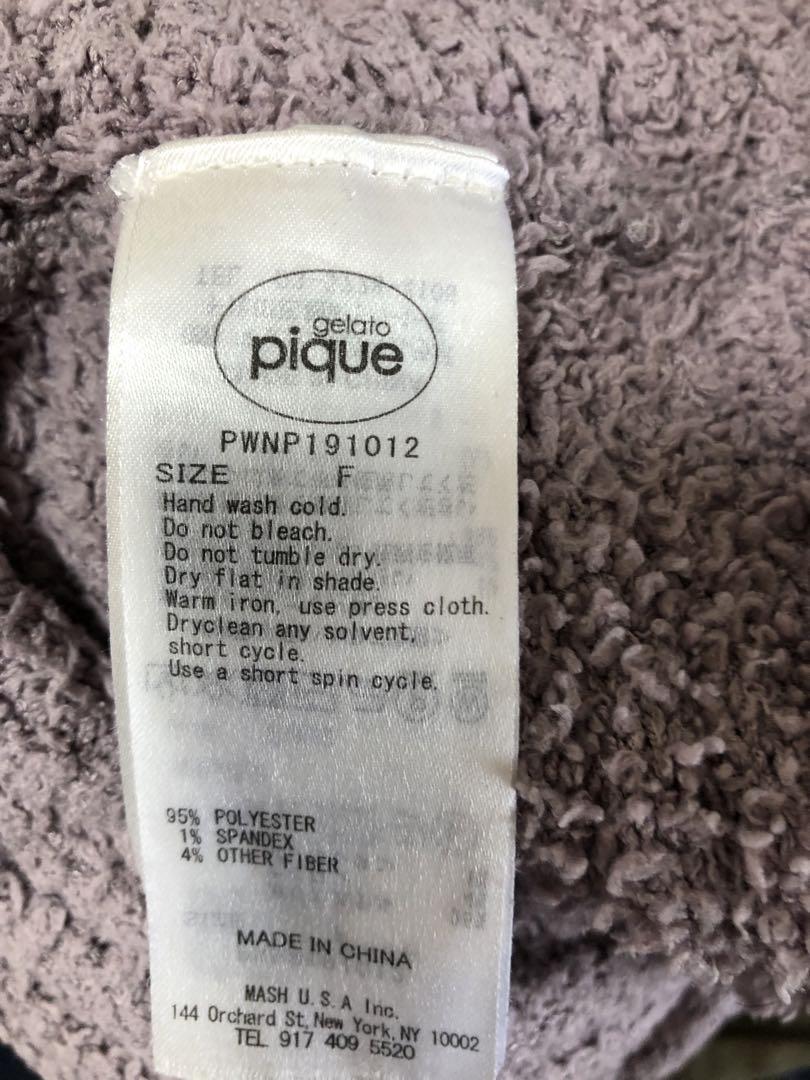 gelato
pique
PWNP191012
SIZE F
Hand wash cold.
Do not bleach.
Do not tumble dry.
Dry flat in shade.
Warm iron, use press cloth.
Dryclean any solvent,
short cycle.
Use a short spin cycle.
95% POLYESTER
1% SPANDEX
4% OTHER FIBER
MADE IN CHINA
MASH U.S.A Inc.
144 Orchard St, New York, NY 10002
TEL 917 409 5520